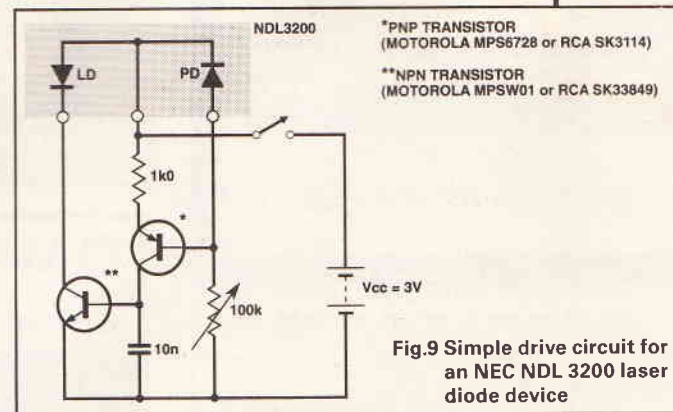 NDL3200
*PNP TRANSISTOR
(MOTOROLA MPS6728 or RCA SK3114)
LD
PD
**NPN TRANSISTOR
(MOTOROLA MPSW01 or RCA SK33849)
1k0
*
**
100k
Vcc = 3V
10n
Fig.9 Simple drive circuit for
an NEC NDL 3200 laser
diode device